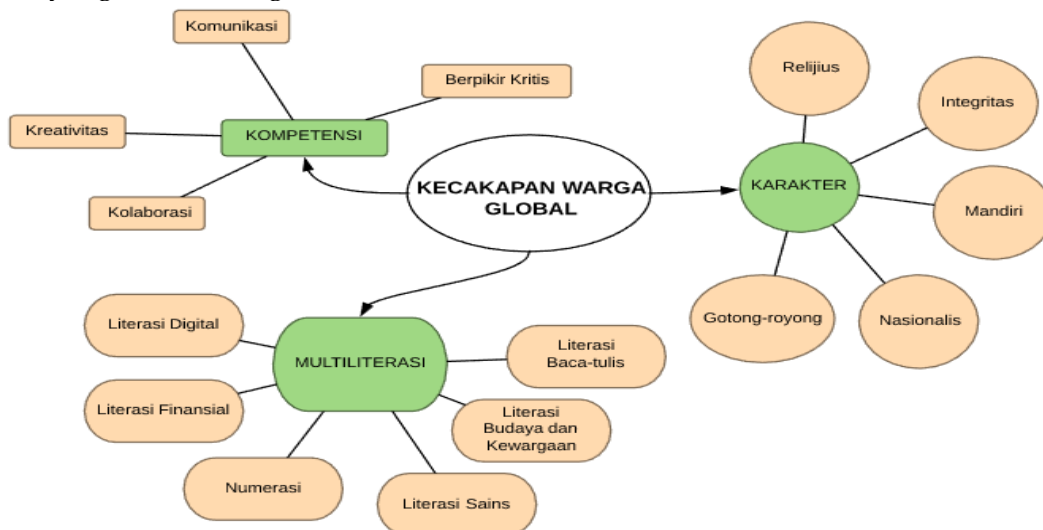 Komunikasi
Berpikir Kritis
Kreativitas
KOMPETENSI
Kolaborasi
KECAKAPAN WARGA
GLOBAL
Relijius
Integritas
KARAKTER
Mandiri
Gotong-royong
Nasionalis
Literasi Digital
MULTILITERASI
Literasi
Baca-tulis
Literasi Finansial
Literasi
Budaya dan
Kewargaan
Numerasi
Literasi Sains